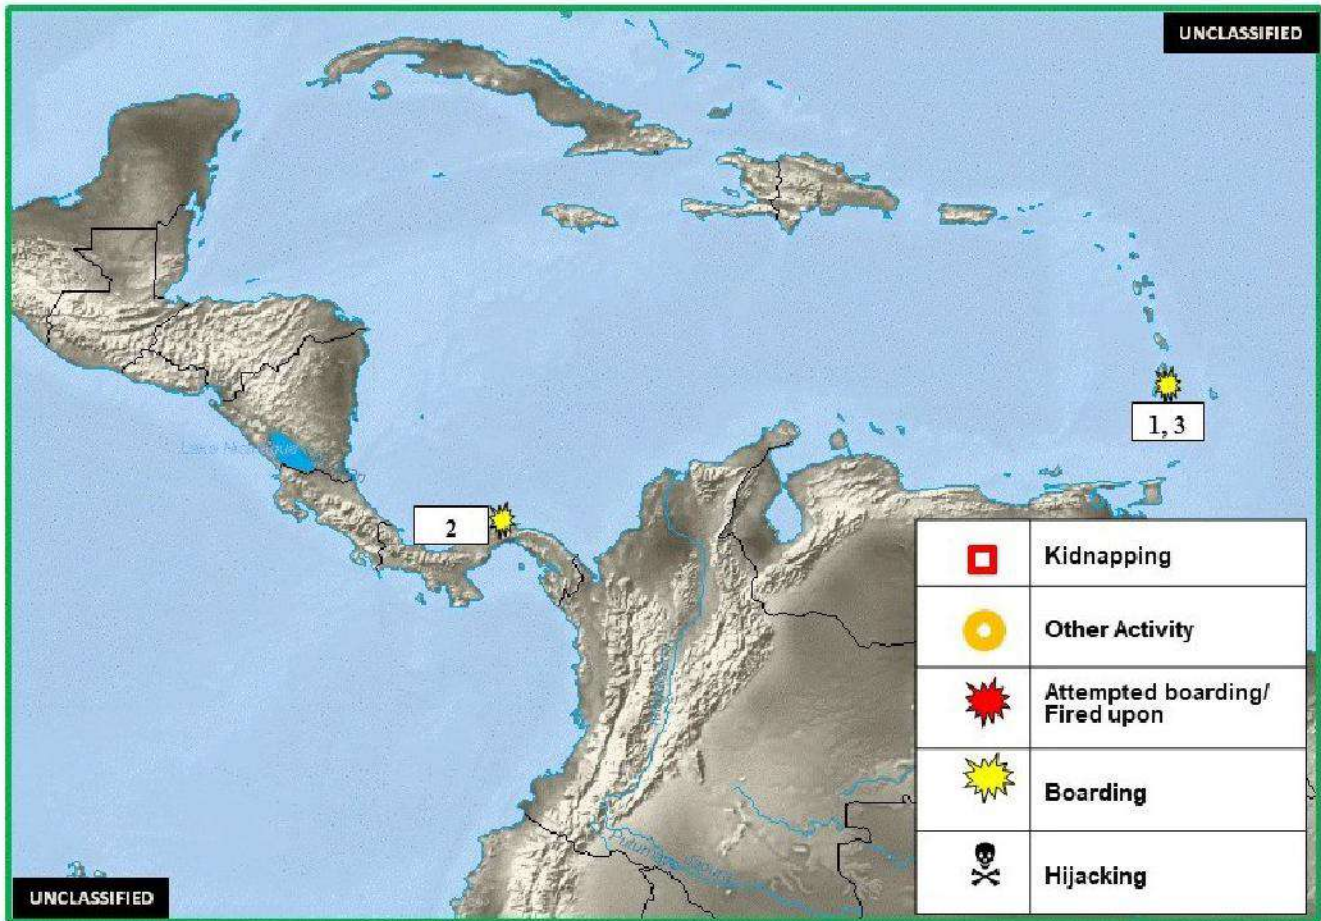 UNCLASSIFIED
1, 3
2
Kidnapping
Other Activity
Attempted boarding/
Fired upon
Boarding
Hijacking
UNCLASSIFIED